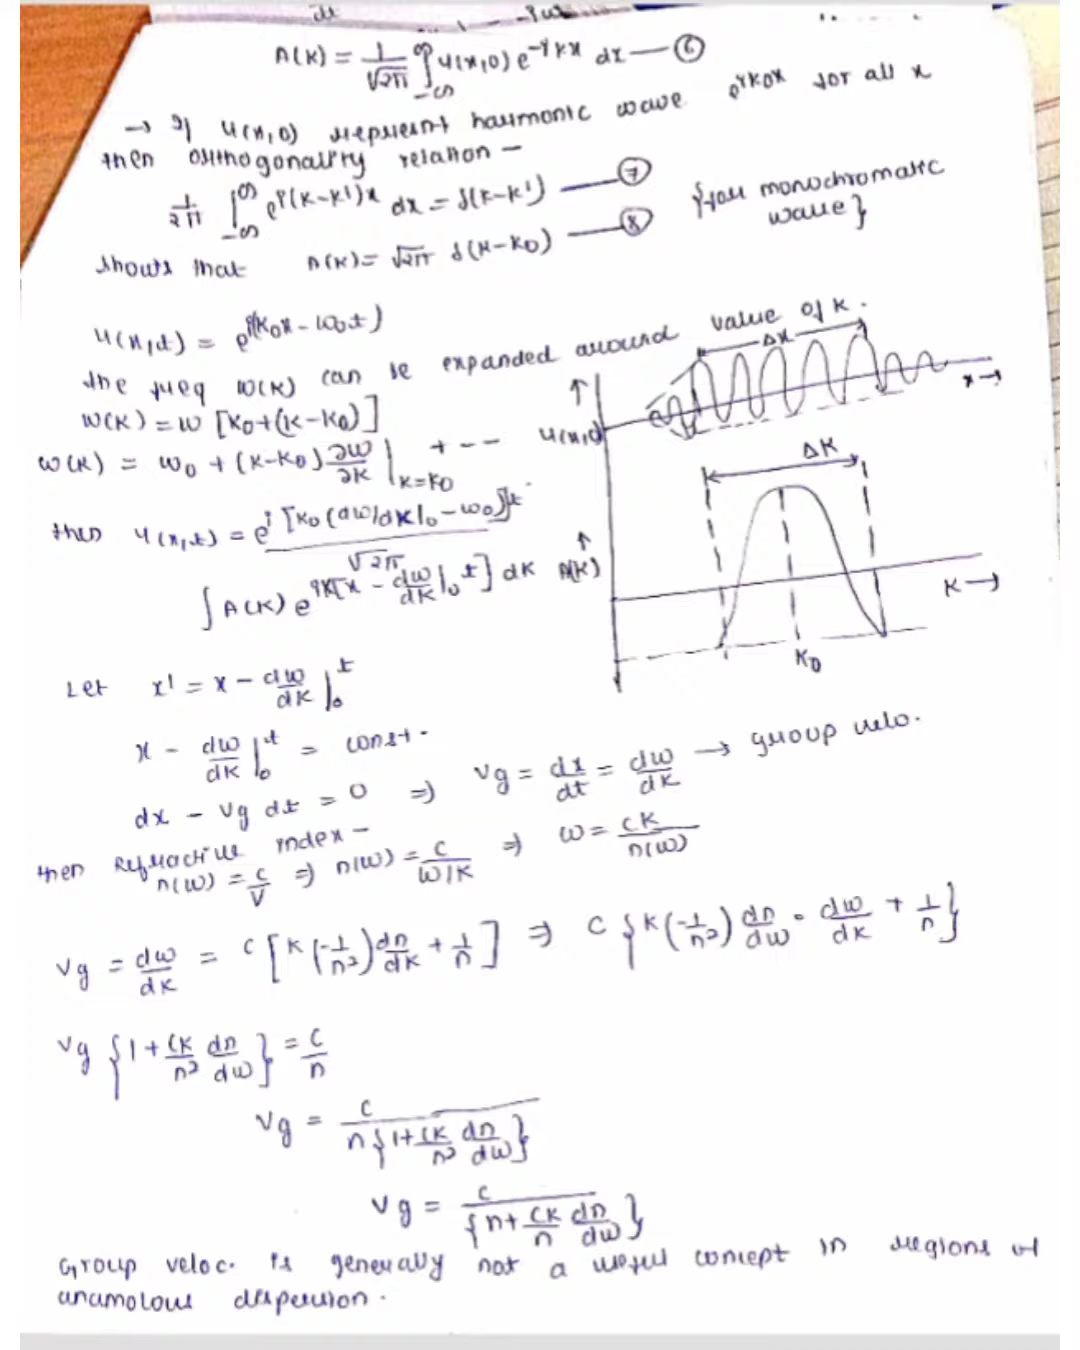 A(K) = 1/√2π ∫_{-∞}^{∞} u(x,0) e^{-iKx} dx — ⑥
→ If u(x,0) represent harmonic wave e^{iK0x} for all x
then orthogonality relation —
1/2π ∫_{-∞}^{∞} e^{i(K-K')x} dx = δ(K-K') — ⑦
shows that A(K) = √2π δ(K-K0) — ⑧ {for monochromatic wave}
u(x,t) = e^{i(K0x - ω0t)}
the freq ω(K) can be expanded around value of K.
ω(K) = ω [K0+(K-K0)]
ω(K) = ω0 + (K-K0) ∂ω/∂K |_{K=K0} + - -
then u(x,t) = e^{i[K0(dω/dK|0 - ω0)]t} / √2π
∫ A(K) e^{iK[x - dω/dK|0 t]} dK
Δx
x→
↑
u(x,0)
ΔK
↑
A(K)
K→
K0
Let x' = x - dω/dK |0 t
x - dω/dK |0 t = const.
dx - vg dt = 0 ⇒ vg = dx/dt = dω/dK → group velo.
then Refractive index —
n(ω) = c/v ⇒ n(ω) = c/(ω/K) ⇒ ω = cK/n(ω)
vg = dω/dK = c[K(-1/n²) dn/dK + 1/n] ⇒ c{K(-1/n²) dn/dω · dω/dK + 1/n}
vg {1 + cK/n² dn/dω} = c/n
vg = c / n{1 + cK/n² dn/dω}
vg = c / {n + cK/n dn/dω}
Group veloc. is generally not a useful concept in regions of
anamolous dispersion.